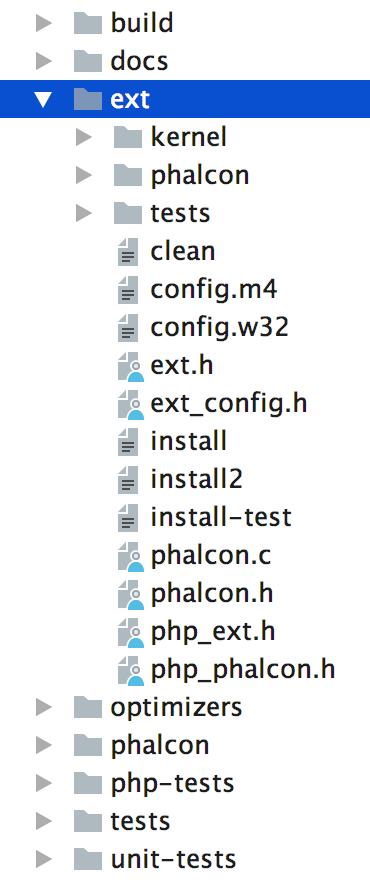 build
docs
ext
kernel
phalcon
tests
clean
config.m4
config.w32
ext.h
ext_config.h
install
install2
install-test
phalcon.c
phalcon.h
php_ext.h
php_phalcon.h
optimizers
phalcon
php-tests
tests
unit-tests